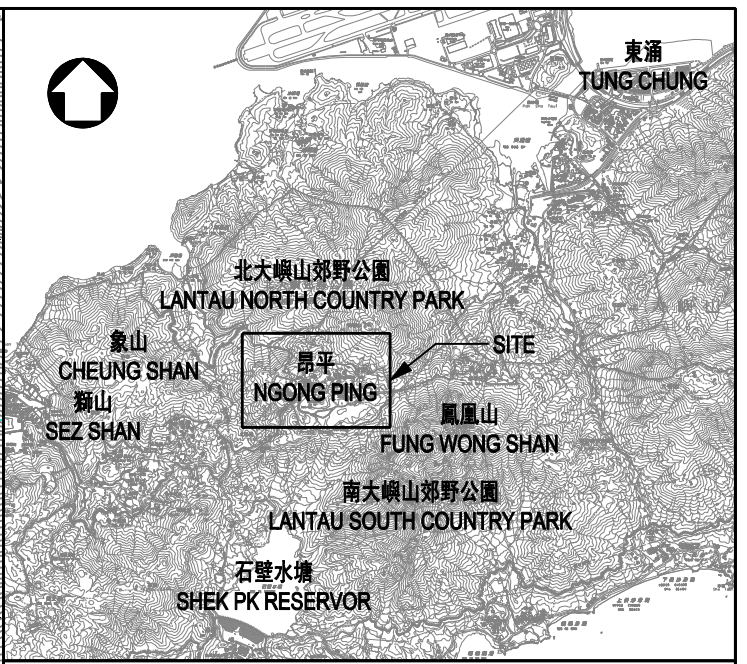 東涌
TUNG CHUNG
北大嶼山郊野公園
LANTAU NORTH COUNTRY PARK
象山
CHEUNG SHAN
昂平
NGONG PING
SITE
獅山
SEZ SHAN
鳳凰山
FUNG WONG SHAN
南大嶼山郊野公園
LANTAU SOUTH COUNTRY PARK
石壁水塘
SHEK PK RESERVOR